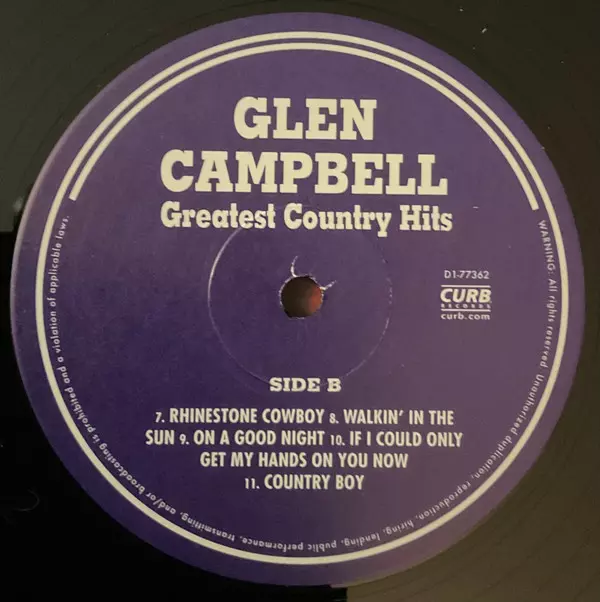 GLEN
CAMPBELL
Greatest Country Hits
D1-77362
CURB
RECORDS
curb.com
SIDE B
7. RHINESTONE COWBOY 8. WALKIN' IN THE
SUN 9. ON A GOOD NIGHT 10. IF I COULD ONLY
GET MY HANDS ON YOU NOW
11. COUNTRY BOY
WARNING: All rights reserved. Unauthorized duplication, reproduction, hiring, lending, public performance, transmitting, and/or broadcasting is prohibited and a violation of applicable laws.